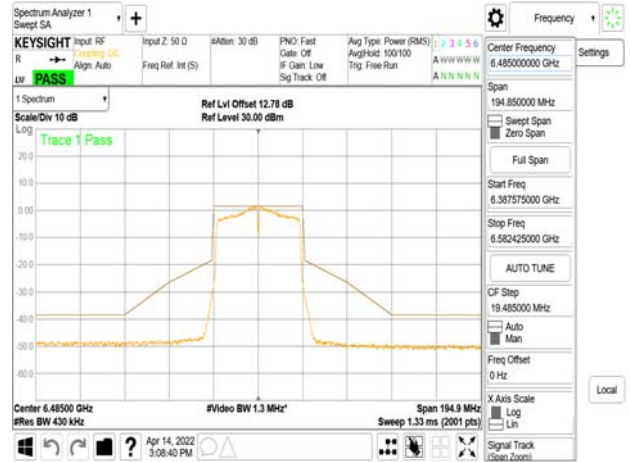 Spectrum Analyzer 1
Swept SA
+
Frequency
KEYSIGHT
R
LV PASS
Input: RF
Coupling: DC
Align: Auto
Input Z: 50 Ω
Freq Ref: Int (S)
#Atten: 30 dB
PNO: Fast
Gate: Off
IF Gain: Low
Sig Track: Off
Avg Type: Power (RMS)
Avg|Hold: 100/100
Trig: Free Run
1 2 3 4 5 6
A W W W W W
A N N N N N
1 Spectrum
Scale/Div 10 dB
Ref Lvl Offset 12.78 dB
Ref Level 30.00 dBm
Log
Trace 1 Pass
20.0
10.0
0.00
-10.0
-20.0
-30.0
-40.0
-50.0
-60.0
Center 6.48500 GHz
#Res BW 430 kHz
#Video BW 1.3 MHz*
Span 194.9 MHz
Sweep 1.33 ms (2001 pts)
Center Frequency
6.485000000 GHz
Span
194.850000 MHz
Swept Span
Zero Span
Full Span
Start Freq
6.387575000 GHz
Stop Freq
6.582425000 GHz
AUTO TUNE
CF Step
19.485000 MHz
Auto
Man
Freq Offset
0 Hz
X Axis Scale
Log
Lin
Signal Track
(Span Zoom)
Settings
Local
?
Apr 14, 2022
3:08:40 PM